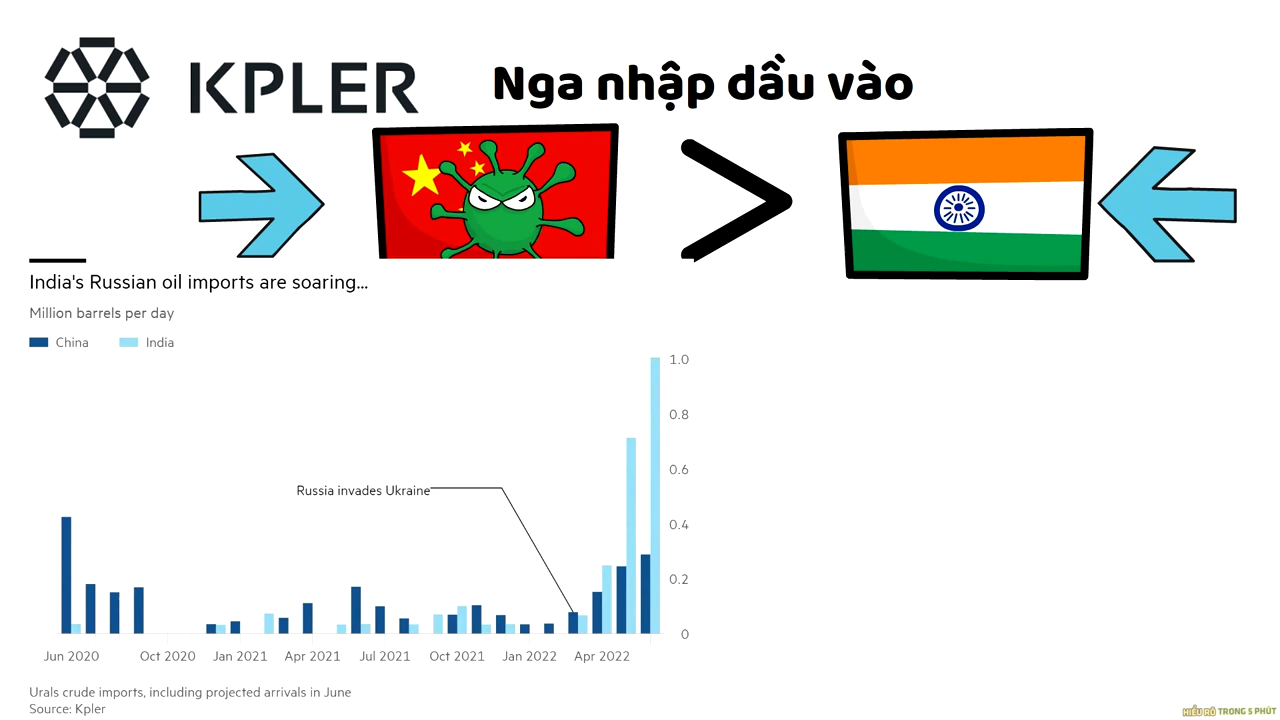 KPLER
Nga nhập dầu vào
India's Russian oil imports are soaring...
Million barrels per day
China
India
1.0
0.8
0.6
0.4
0.2
0
Russia invades Ukraine
Jun 2020
Oct 2020
Jan 2021
Apr 2021
Jul 2021
Oct 2021
Jan 2022
Apr 2022
Urals crude imports, including projected arrivals in June
Source: Kpler
HIỂU RÕ TRONG 5 PHÚT